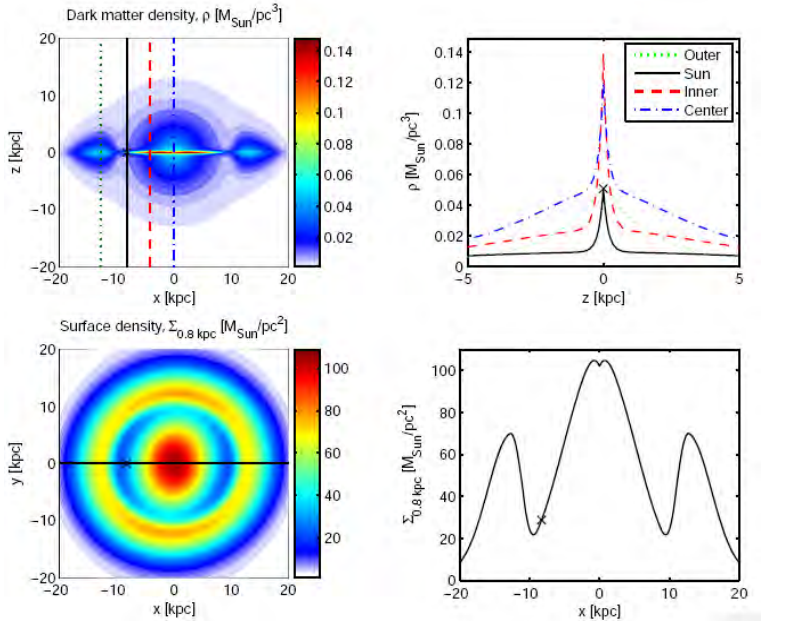 Dark matter density, ρ [M_Sun/pc^3]
20
10
0
−10
−20
z [kpc]
−20 −10 0 10 20
x [kpc]
0.14
0.12
0.10
0.08
0.06
0.04
0.02
0.14
0.12
0.1
0.08
0.06
0.04
0.02
0
ρ [M_Sun/pc^3]
Outer
Sun
Inner
Center
−5 0 5
z [kpc]
Surface density, Σ_0.8 kpc [M_Sun/pc^2]
20
10
0
−10
−20
y [kpc]
−20 −10 0 10 20
x [kpc]
100
80
60
40
20
100
80
60
40
20
0
Σ_0.8 kpc [M_Sun/pc^2]
−20 −10 0 10 20
x [kpc]